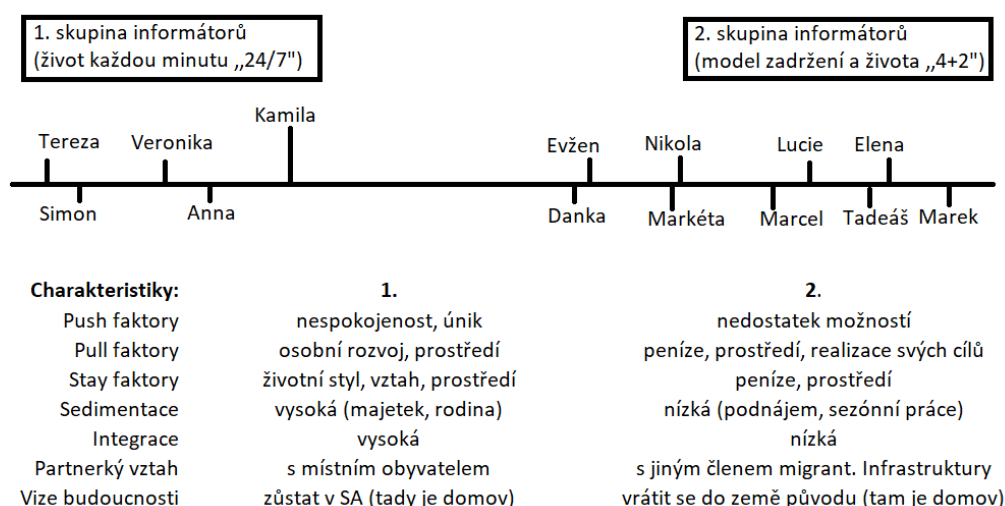 1. skupina informátorů
(život každou minutu „24/7")
2. skupina informátorů
(model zadržení a života „4+2")
Kamila
Tereza Veronika Evžen Nikola Lucie Elena
Simon Anna Danka Markéta Marcel Tadeáš Marek
Charakteristiky: 1. 2.
Push faktory nespokojenost, únik nedostatek možností
Pull faktory osobní rozvoj, prostředí peníze, prostředí, realizace svých cílů
Stay faktory životní styl, vztah, prostředí peníze, prostředí
Sedimentace vysoká (majetek, rodina) nízká (podnájem, sezónní práce)
Integrace vysoká nízká
Partnerký vztah s místním obyvatelem s jiným členem migrant. Infrastruktury
Vize budoucnosti zůstat v SA (tady je domov) vrátit se do země původu (tam je domov)